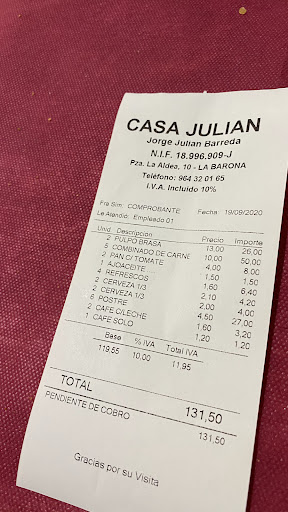 CASA JULIAN
Jorge Julian Barreda
N.I.F. 18.996.909-J
Pza. La Aldea, 10 - LA BARONA
Teléfono: 964 32 01 65
I.V.A. Incluido 10%
Fra Sim: COMPROBANTE Fecha: 19/09/2020
Le Atendió: Empleado 01
Unid. Descripcion Precio Importe
2 PULPO BRASA 13,00 26,00
5 COMBINADO DE CARNE 10,00 50,00
2 PAN C/TOMATE 4,00 8,00
1 AJOACEITE 1,50 1,50
4 REFRESCOS 1,60 6,40
2 CERVEZA 1/3 2,10 4,20
2 CERVEZA 1/3 2,00 4,00
6 POSTRE 4,50 27,00
2 CAFE C/LECHE 1,60 3,20
1 CAFE SOLO 1,20 1,20
Base % IVA Total IVA
119,55 10,00 11,95
TOTAL 131,50
PENDIENTE DE COBRO 131,50
Gracias por su Visita